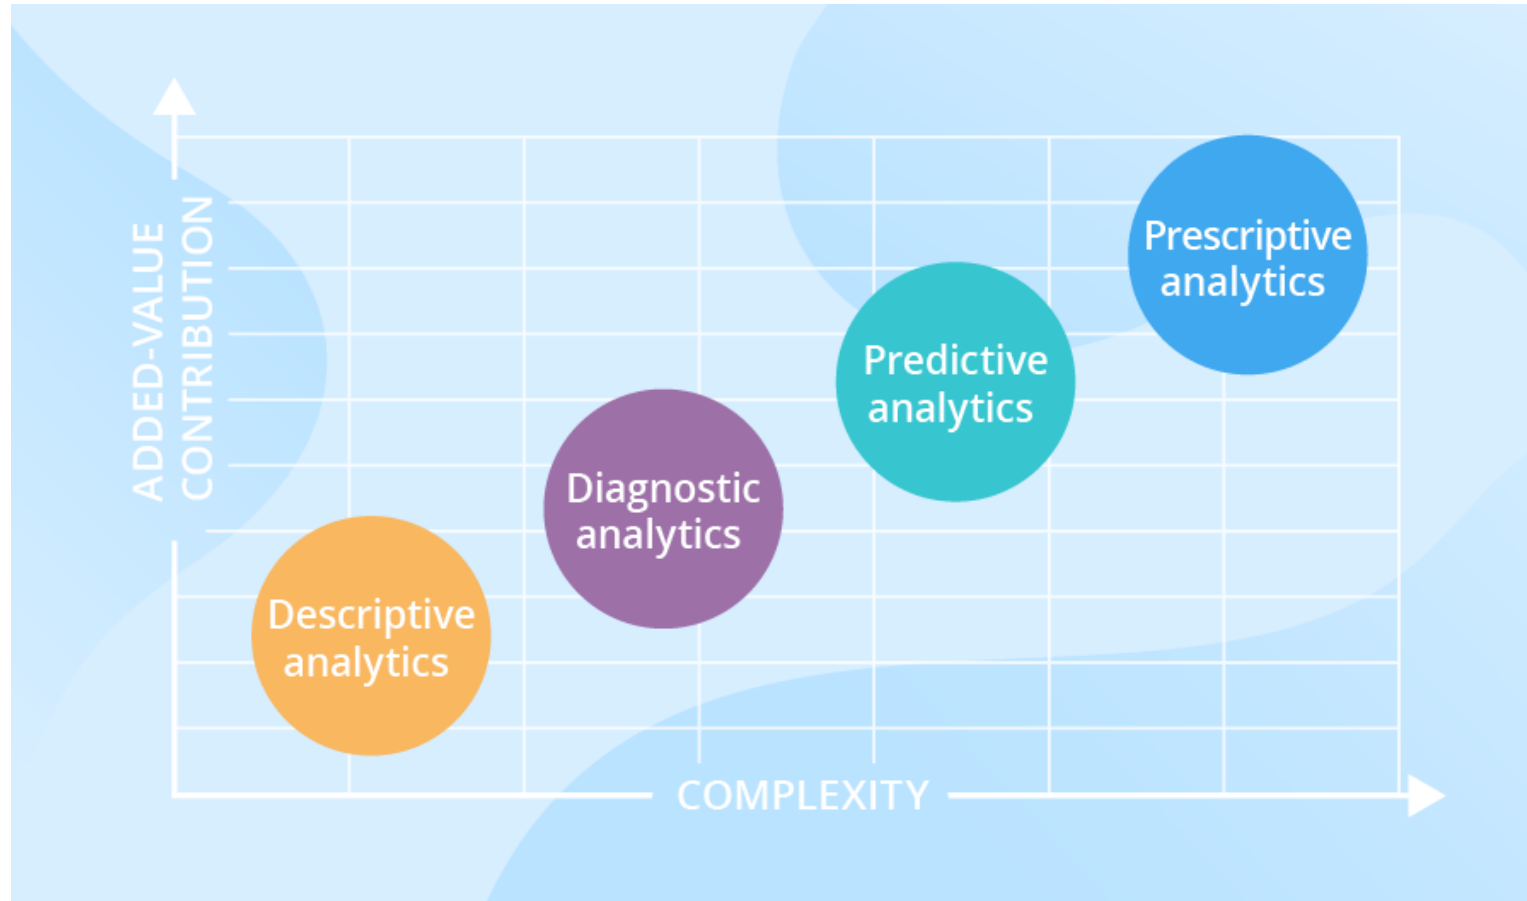 ADDED-VALUE
CONTRIBUTION
Prescriptive
analytics
Predictive
analytics
Diagnostic
analytics
Descriptive
analytics
COMPLEXITY